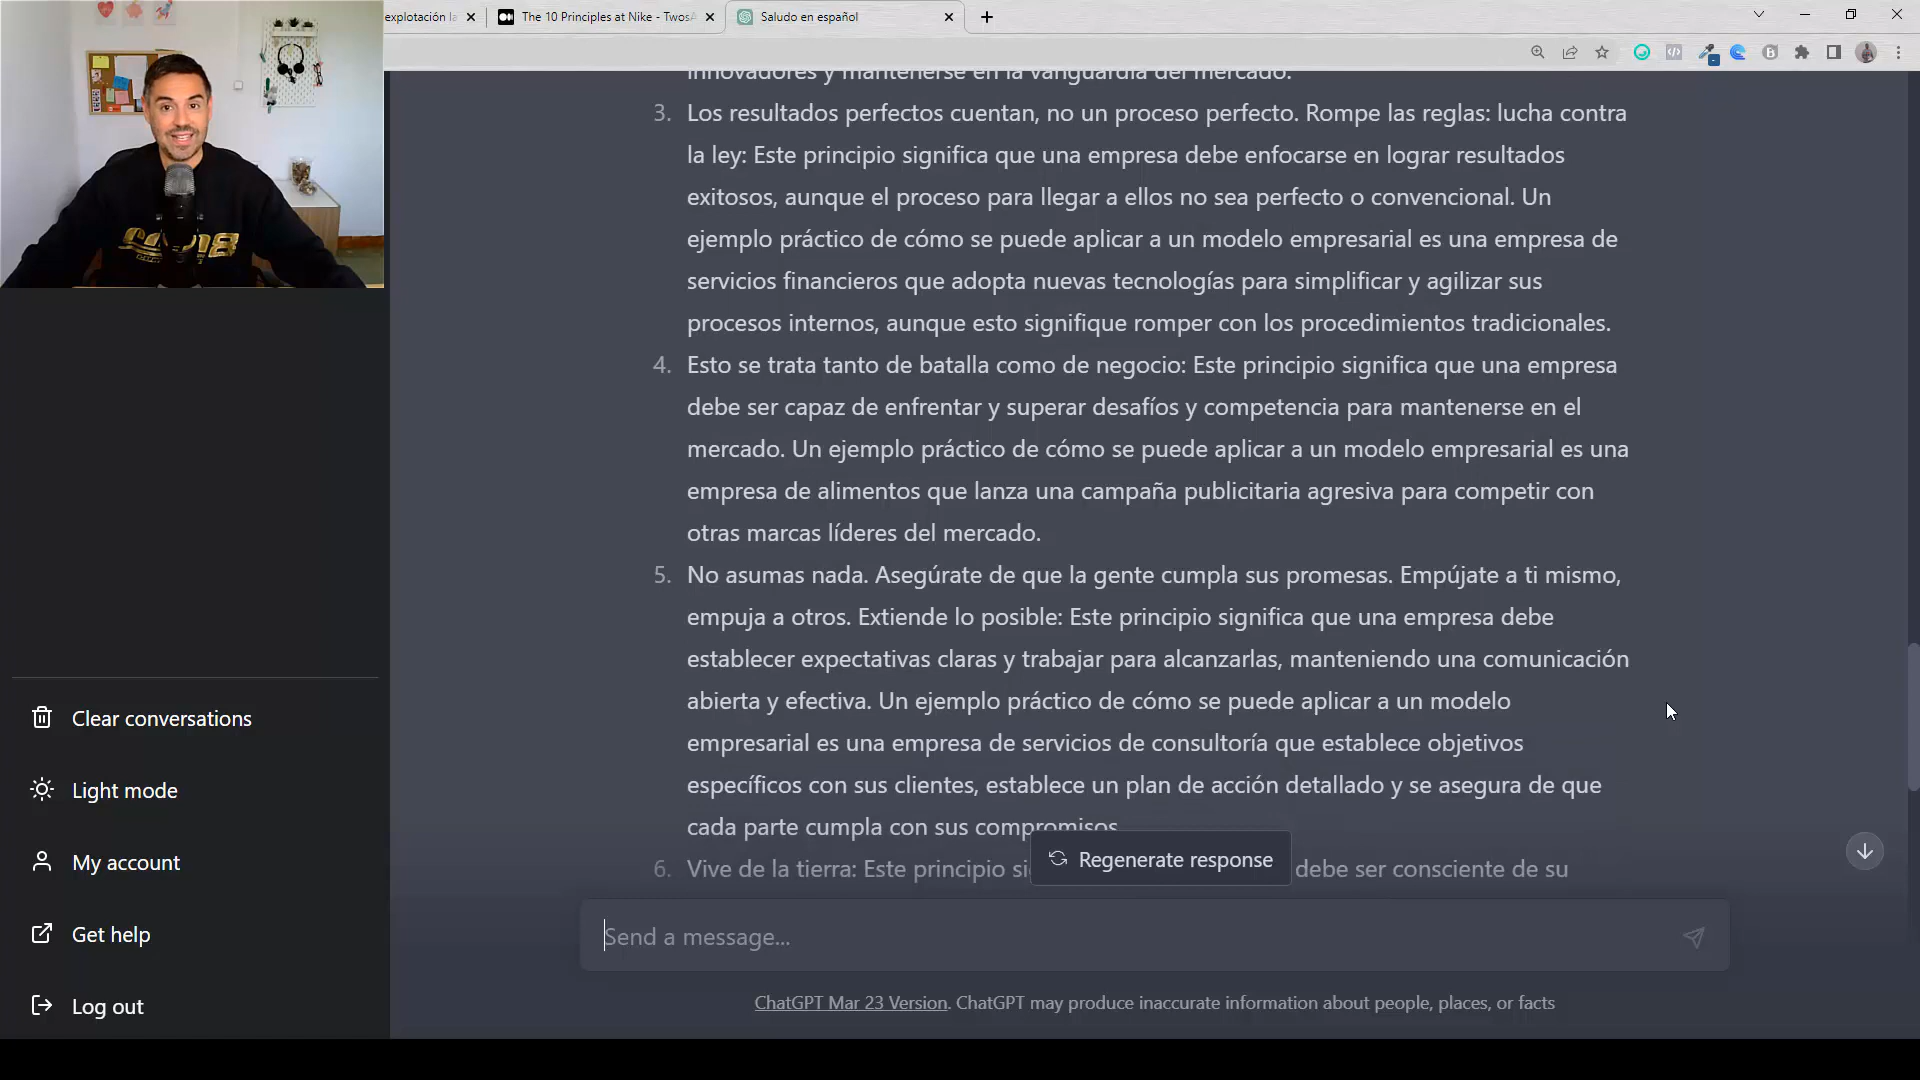 explotación la
The 10 Principles at Nike - TwosA
Saludo en español
innovadores y mantenerse en la vanguardia del mercado.
3. Los resultados perfectos cuentan, no un proceso perfecto. Rompe las reglas: lucha contra
la ley: Este principio significa que una empresa debe enfocarse en lograr resultados
exitosos, aunque el proceso para llegar a ellos no sea perfecto o convencional. Un
ejemplo práctico de cómo se puede aplicar a un modelo empresarial es una empresa de
servicios financieros que adopta nuevas tecnologías para simplificar y agilizar sus
procesos internos, aunque esto signifique romper con los procedimientos tradicionales.
4. Esto se trata tanto de batalla como de negocio: Este principio significa que una empresa
debe ser capaz de enfrentar y superar desafíos y competencia para mantenerse en el
mercado. Un ejemplo práctico de cómo se puede aplicar a un modelo empresarial es una
empresa de alimentos que lanza una campaña publicitaria agresiva para competir con
otras marcas líderes del mercado.
5. No asumas nada. Asegúrate de que la gente cumpla sus promesas. Empújate a ti mismo,
empuja a otros. Extiende lo posible: Este principio significa que una empresa debe
establecer expectativas claras y trabajar para alcanzarlas, manteniendo una comunicación
abierta y efectiva. Un ejemplo práctico de cómo se puede aplicar a un modelo
empresarial es una empresa de servicios de consultoría que establece objetivos
específicos con sus clientes, establece un plan de acción detallado y se asegura de que
cada parte cumpla con sus compromisos.
6. Vive de la tierra: Este principio si debe ser consciente de su
Regenerate response
Clear conversations
Light mode
My account
Get help
Log out
Send a message...
ChatGPT Mar 23 Version. ChatGPT may produce inaccurate information about people, places, or facts